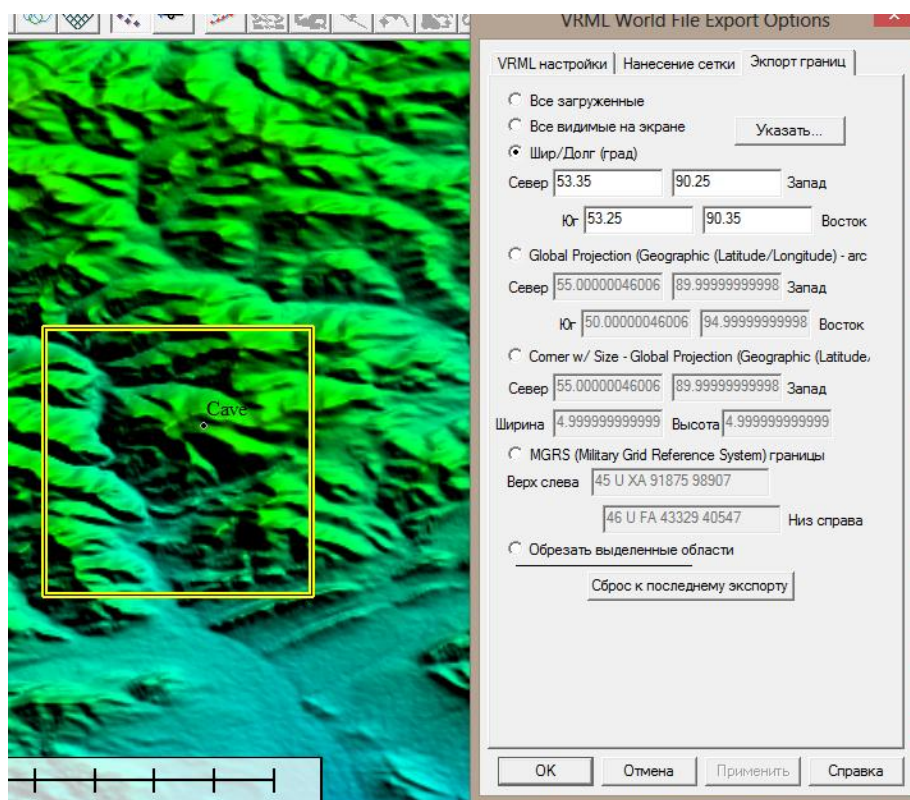 VRML World File Export Options
VRML настройки Нанесение сетки Экспорт границ
Все загруженные
Все видимые на экране Указать...
Шир/Долг (град)
Север 53.35 90.25 Запад
Юг 53.25 90.35 Восток
Global Projection (Geographic (Latitude/Longitude) - arc
Север 55.00000046006 89.99999999998 Запад
Юг 50.00000046006 94.99999999998 Восток
Corner w/ Size - Global Projection (Geographic (Latitude/
Север 55.00000046006 89.99999999998 Запад
Ширина 4.999999999999 Высота 4.999999999999
MGRS (Military Grid Reference System) границы
Верх слева 45 U XA 91875 98907
46 U FA 43329 40547 Низ справа
Обрезать выделенные области
Сброс к последнему экспорту
OK Отмена Применить Справка
Cave